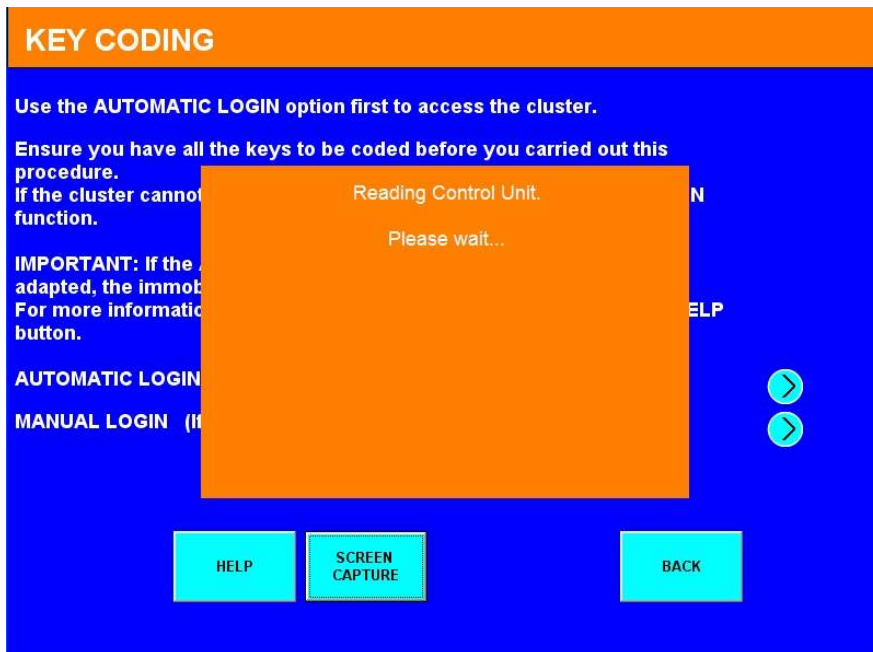 KEY CODING
Use the AUTOMATIC LOGIN option first to access the cluster.
Ensure you have all the keys to be coded before you carried out this
procedure.
If the cluster cannot
N
function.
IMPORTANT: If the
adapted, the immob
For more informatic
ELP
button.
AUTOMATIC LOGIN
MANUAL LOGIN (If
Reading Control Unit.
Please wait...
HELP
SCREEN
CAPTURE
BACK